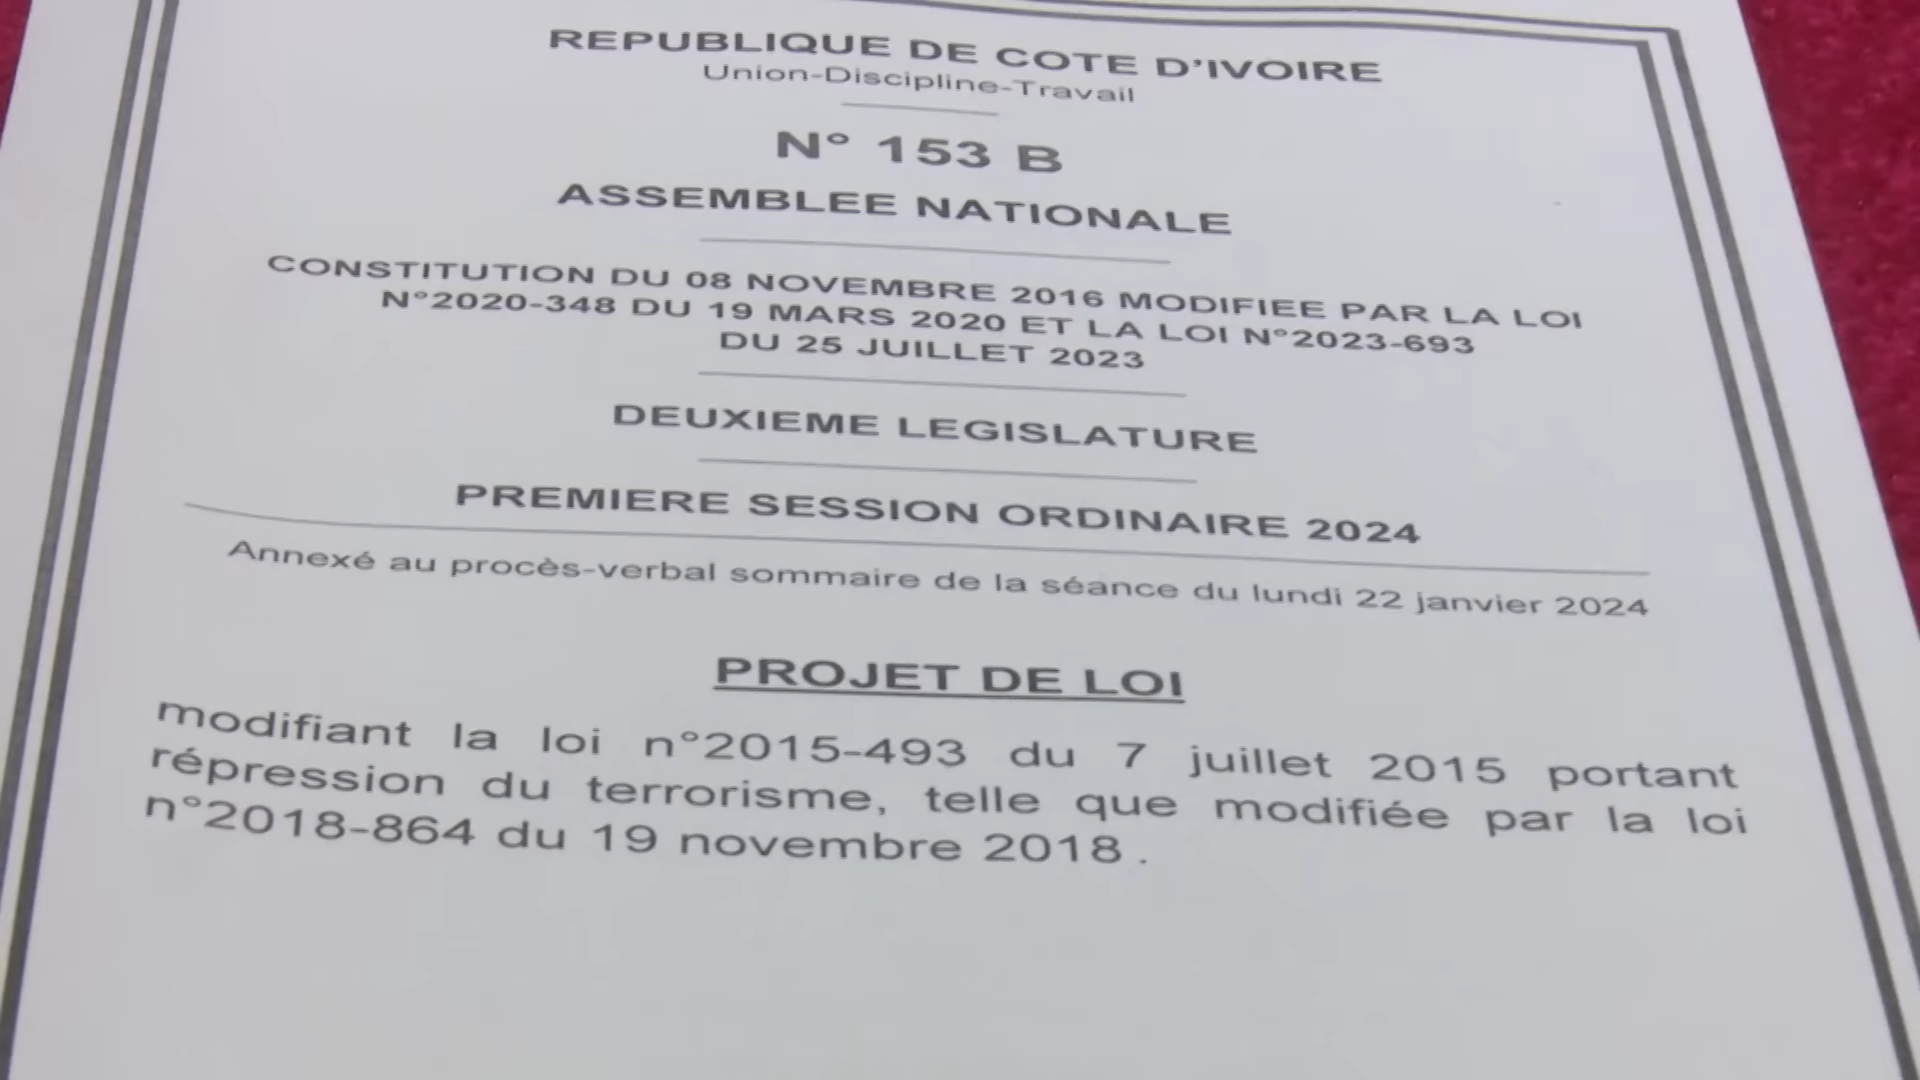 REPUBLIQUE DE COTE D'IVOIRE
Union-Discipline-Travail
N° 153 B
ASSEMBLEE NATIONALE
CONSTITUTION DU 08 NOVEMBRE 2016 MODIFIEE PAR LA LOI
N°2020-348 DU 19 MARS 2020 ET LA LOI N°2023-693
DU 25 JUILLET 2023
DEUXIEME LEGISLATURE
PREMIERE SESSION ORDINAIRE 2024
Annexé au procès-verbal sommaire de la séance du lundi 22 janvier 2024
PROJET DE LOI
modifiant la loi n°2015-493 du 7 juillet 2015 portant
répression du terrorisme, telle que modifiée par la loi
n°2018-864 du 19 novembre 2018 .